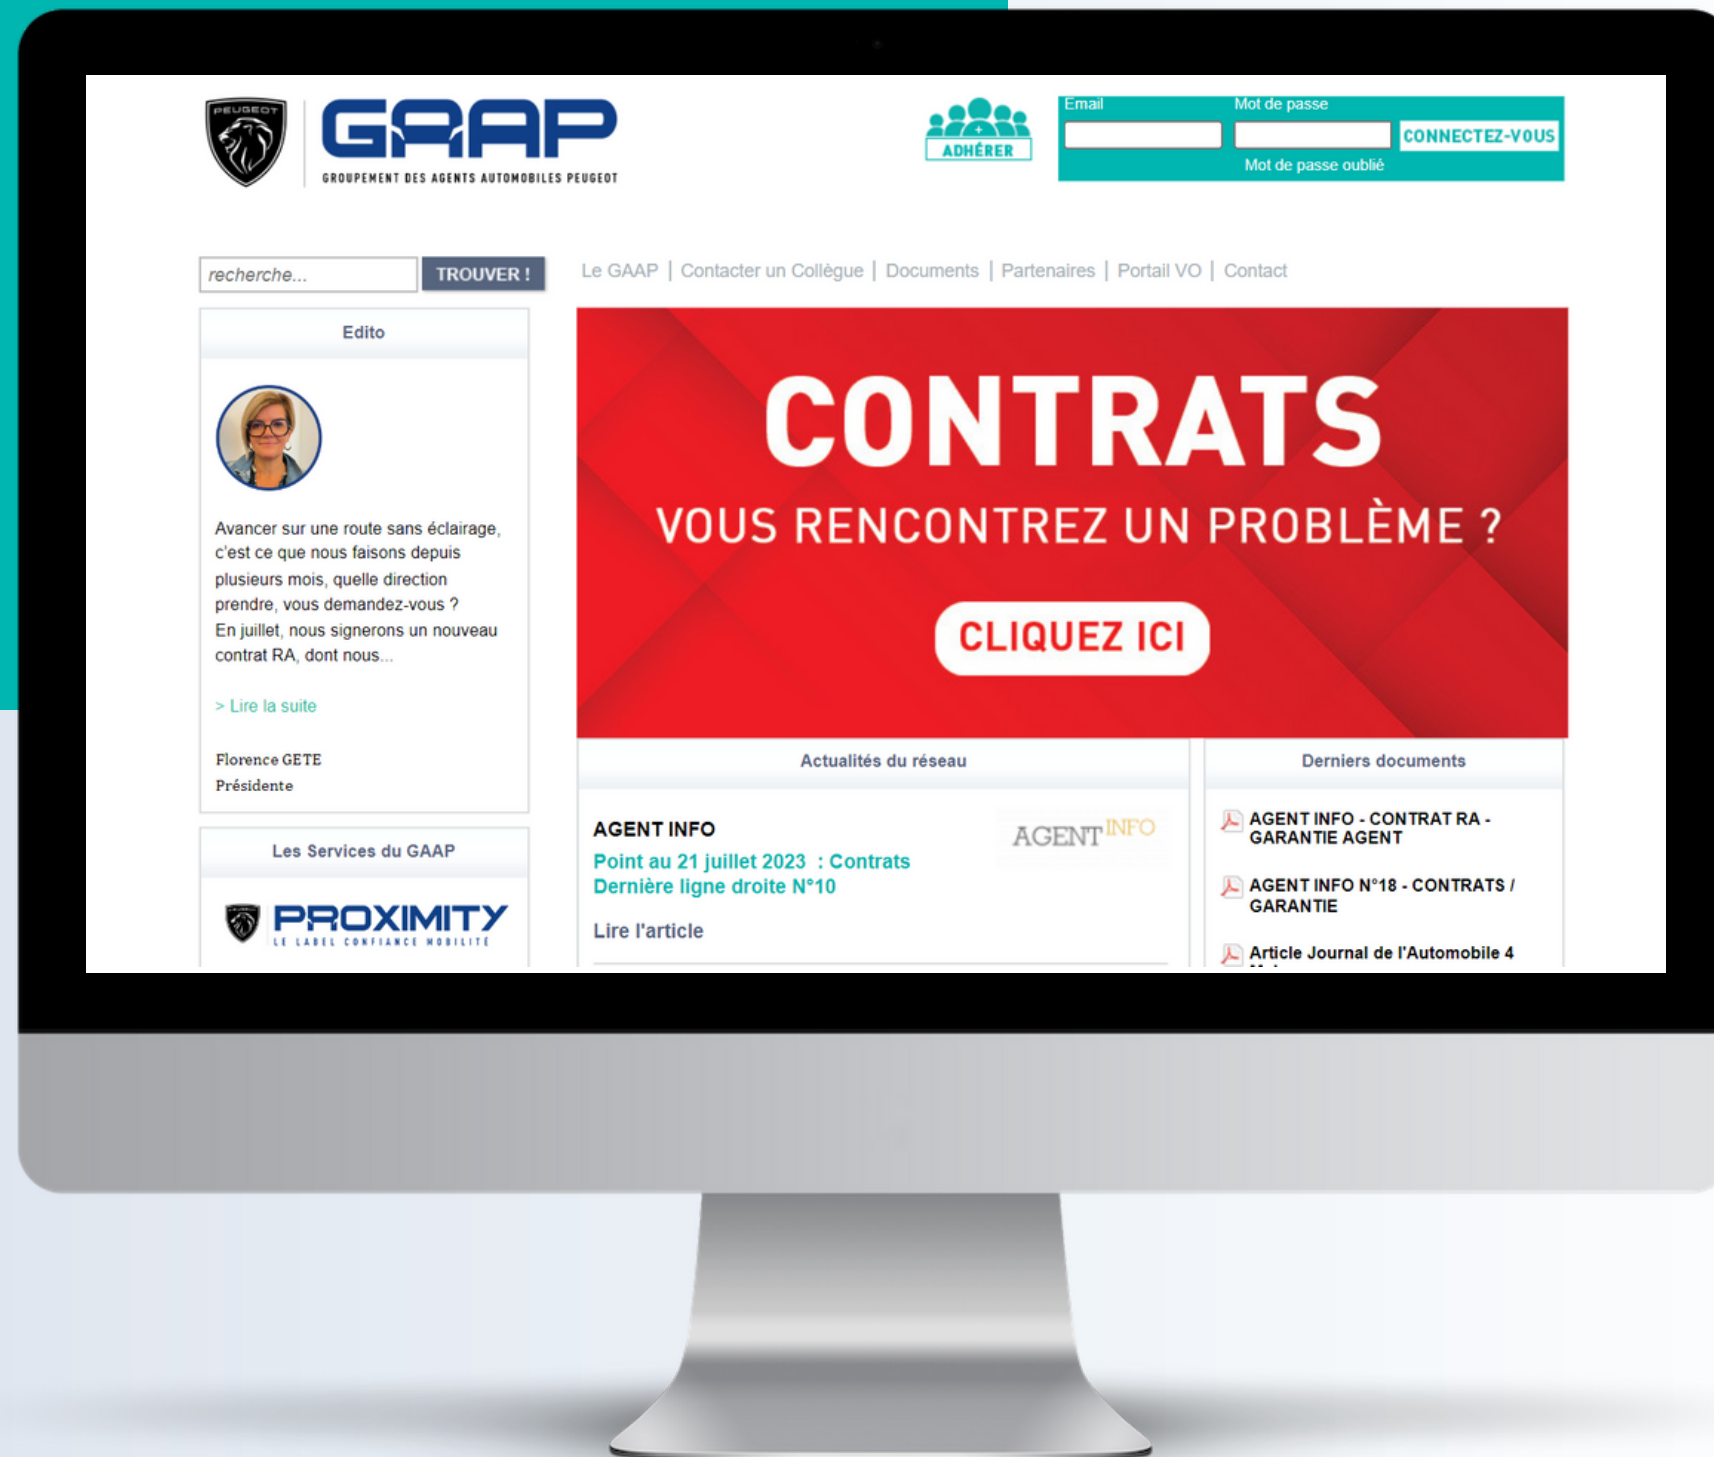 PEUGEOT
GAAP
GROUPEMENT DES AGENTS AUTOMOBILES PEUGEOT
ADHÉRER
Email
Mot de passe
CONNECTEZ-VOUS
Mot de passe oublié
recherche...
TROUVER !
Le GAAP | Contacter un Collègue | Documents | Partenaires | Portail VO | Contact
Edito
Avancer sur une route sans éclairage,
c'est ce que nous faisons depuis
plusieurs mois, quelle direction
prendre, vous demandez-vous ?
En juillet, nous signerons un nouveau
contrat RA, dont nous...
> Lire la suite
Florence GETE
Présidente
Les Services du GAAP
PROXIMITY
LE LABEL CONFIANCE MOBILITÉ
CONTRATS
VOUS RENCONTREZ UN PROBLÈME ?
CLIQUEZ ICI
Actualités du réseau
AGENT INFO
Point au 21 juillet 2023 : Contrats
Dernière ligne droite N°10
Lire l'article
AGENT INFO
Derniers documents
AGENT INFO - CONTRAT RA -
GARANTIE AGENT
AGENT INFO N°18 - CONTRATS /
GARANTIE
Article Journal de l'Automobile 4